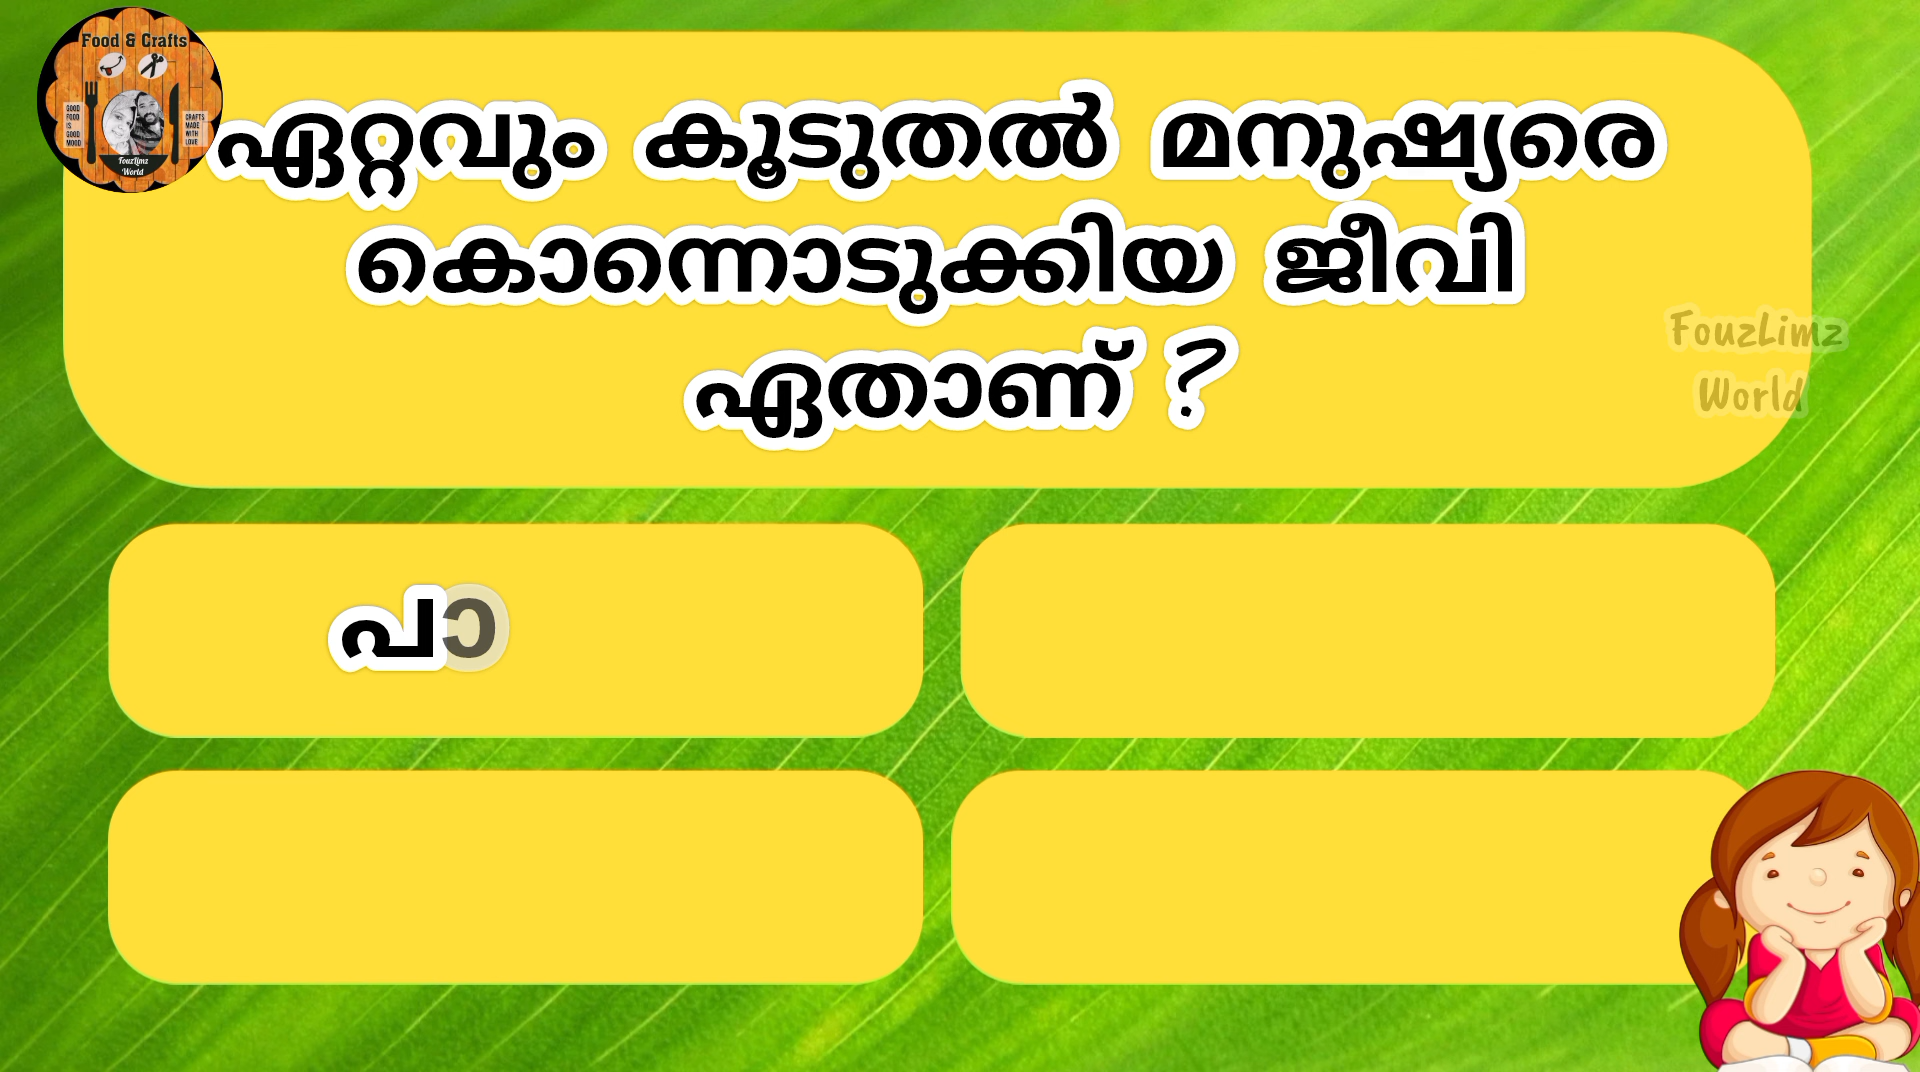 Food & Crafts
GOOD
FOOD
IS
GOOD
MOOD
CRAFTS
MADE
WITH
LOVE
FouzLimz
World
ഏറ്റവും കൂടുതൽ മനുഷ്യരെ
കൊന്നൊടുക്കിയ ജീവി
ഏതാണ് ?
FouzLimz
World
പാ